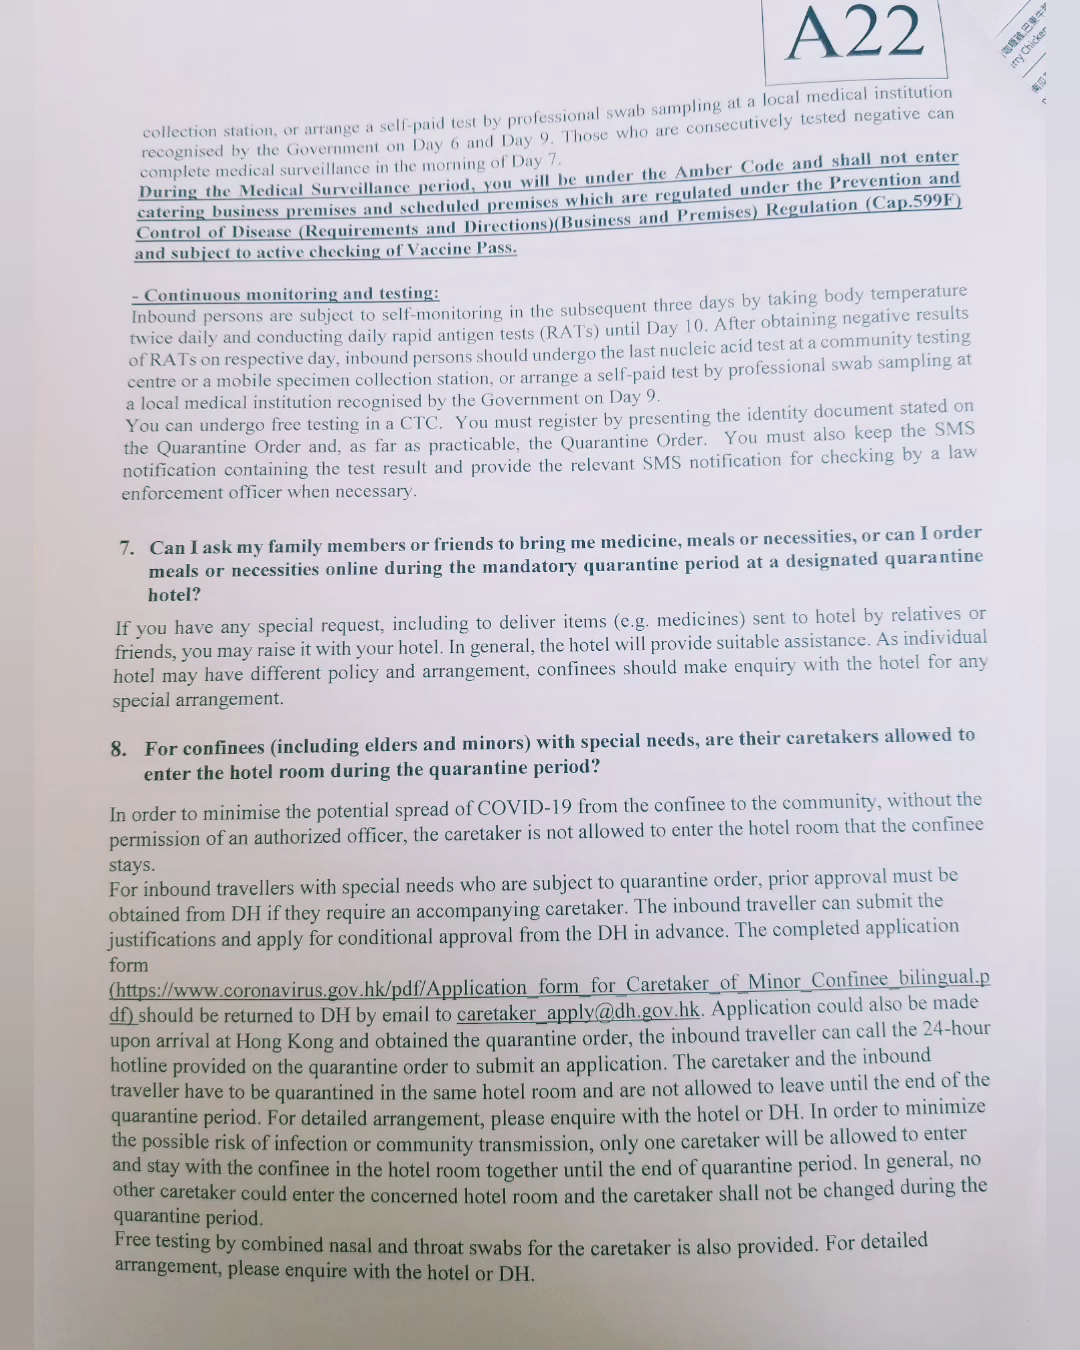 A22
咖喱雞,巴東牛
rry Chicken
南瓜
collection station, or arrange a self-paid test by professional swab sampling at a local medical institution
recognised by the Government on Day 6 and Day 9. Those who are consecutively tested negative can
complete medical surveillance in the morning of Day 7.
During the Medical Surveillance period, you will be under the Amber Code and shall not enter
catering business premises and scheduled premises which are regulated under the Prevention and
Control of Disease (Requirements and Directions)(Business and Premises) Regulation (Cap.599F)
and subject to active checking of Vaccine Pass.
- Continuous monitoring and testing:
Inbound persons are subject to self-monitoring in the subsequent three days by taking body temperature
twice daily and conducting daily rapid antigen tests (RATs) until Day 10. After obtaining negative results
of RATs on respective day, inbound persons should undergo the last nucleic acid test at a community testing
centre or a mobile specimen collection station, or arrange a self-paid test by professional swab sampling at
a local medical institution recognised by the Government on Day 9.
You can undergo free testing in a CTC. You must register by presenting the identity document stated on
the Quarantine Order and, as far as practicable, the Quarantine Order. You must also keep the SMS
notification containing the test result and provide the relevant SMS notification for checking by a law
enforcement officer when necessary.
7. Can I ask my family members or friends to bring me medicine, meals or necessities, or can I order
meals or necessities online during the mandatory quarantine period at a designated quarantine
hotel?
If you have any special request, including to deliver items (e.g. medicines) sent to hotel by relatives or
friends, you may raise it with your hotel. In general, the hotel will provide suitable assistance. As individual
hotel may have different policy and arrangement, confinees should make enquiry with the hotel for any
special arrangement.
8. For confinees (including elders and minors) with special needs, are their caretakers allowed to
enter the hotel room during the quarantine period?
In order to minimise the potential spread of COVID-19 from the confinee to the community, without the
permission of an authorized officer, the caretaker is not allowed to enter the hotel room that the confinee
stays.
For inbound travellers with special needs who are subject to quarantine order, prior approval must be
obtained from DH if they require an accompanying caretaker. The inbound traveller can submit the
justifications and apply for conditional approval from the DH in advance. The completed application
form
(https://www.coronavirus.gov.hk/pdf/Application_form_for_Caretaker_of_Minor_Confinee_bilingual.p
df) should be returned to DH by email to caretaker_apply@dh.gov.hk. Application could also be made
upon arrival at Hong Kong and obtained the quarantine order, the inbound traveller can call the 24-hour
hotline provided on the quarantine order to submit an application. The caretaker and the inbound
traveller have to be quarantined in the same hotel room and are not allowed to leave until the end of the
quarantine period. For detailed arrangement, please enquire with the hotel or DH. In order to minimize
the possible risk of infection or community transmission, only one caretaker will be allowed to enter
and stay with the confinee in the hotel room together until the end of quarantine period. In general, no
other caretaker could enter the concerned hotel room and the caretaker shall not be changed during the
quarantine period.
Free testing by combined nasal and throat swabs for the caretaker is also provided. For detailed
arrangement, please enquire with the hotel or DH.